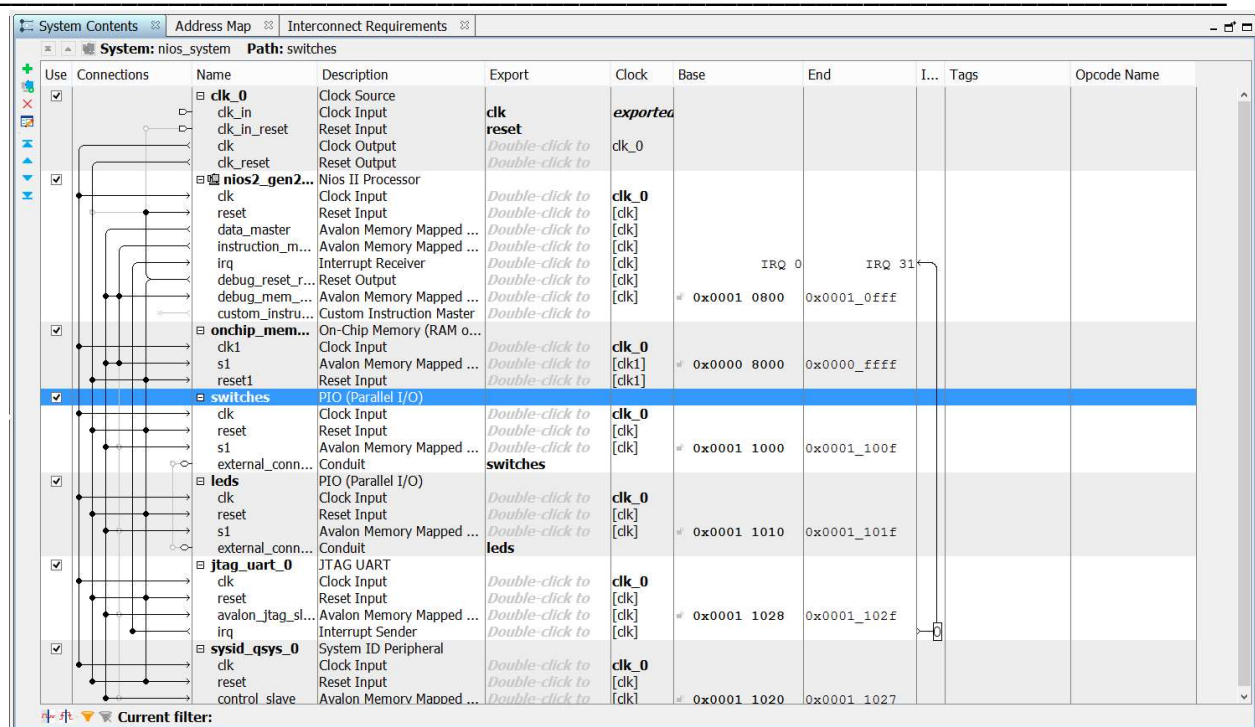 System Contents Address Map Interconnect Requirements
System: nios_system Path: switches
Use Connections Name Description Export Clock Base End I... Tags Opcode Name
clk_0 Clock Source
clk_in Clock Input clk exported
clk_in_reset Reset Input reset
clk Clock Output Double-click to clk_0
clk_reset Reset Output Double-click to
nios2_gen2... Nios II Processor
clk Clock Input Double-click to clk_0
reset Reset Input Double-click to [clk]
data_master Avalon Memory Mapped ... Double-click to [clk]
instruction_m... Avalon Memory Mapped ... Double-click to [clk]
irq Interrupt Receiver Double-click to [clk] IRQ 0 IRQ 31
debug_reset_r... Reset Output Double-click to [clk]
debug_mem_... Avalon Memory Mapped ... Double-click to [clk] 0x0001 0800 0x0001_0fff
custom_instru... Custom Instruction Master Double-click to
onchip_mem... On-Chip Memory (RAM o...
clk1 Clock Input Double-click to clk_0
s1 Avalon Memory Mapped ... Double-click to [clk1] 0x0000 8000 0x0000_ffff
reset1 Reset Input Double-click to [clk1]
switches PIO (Parallel I/O)
clk Clock Input Double-click to clk_0
reset Reset Input Double-click to [clk]
s1 Avalon Memory Mapped ... Double-click to [clk] 0x0001 1000 0x0001_100f
external_conn... Conduit switches
leds PIO (Parallel I/O)
clk Clock Input Double-click to clk_0
reset Reset Input Double-click to [clk]
s1 Avalon Memory Mapped ... Double-click to [clk] 0x0001 1010 0x0001_101f
external_conn... Conduit leds
jtag_uart_0 JTAG UART
clk Clock Input Double-click to clk_0
reset Reset Input Double-click to [clk]
avalon_jtag_sl... Avalon Memory Mapped ... Double-click to [clk] 0x0001 1028 0x0001_102f
irq Interrupt Sender Double-click to [clk] 0
sysid_qsys_0 System ID Peripheral
clk Clock Input Double-click to clk_0
reset Reset Input Double-click to [clk]
control_slave Avalon Memory Mapped ... Double-click to [clk] 0x0001 1020 0x0001_1027
Current filter: